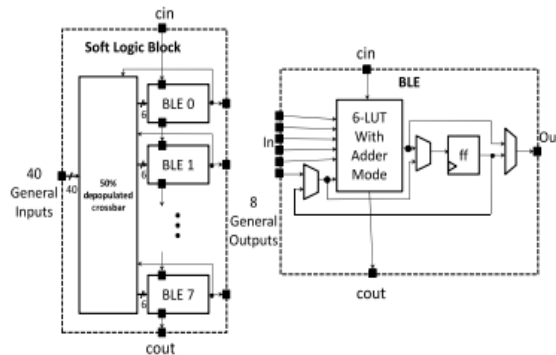 cin
Soft Logic Block
BLE 0
6
BLE 1
6
40
General
Inputs
40
50%
depopulated
crossbar
BLE 7
6
cout
8
General
Outputs
cin
BLE
6-LUT
With
Adder
Mode
In
ff
Ou
cout